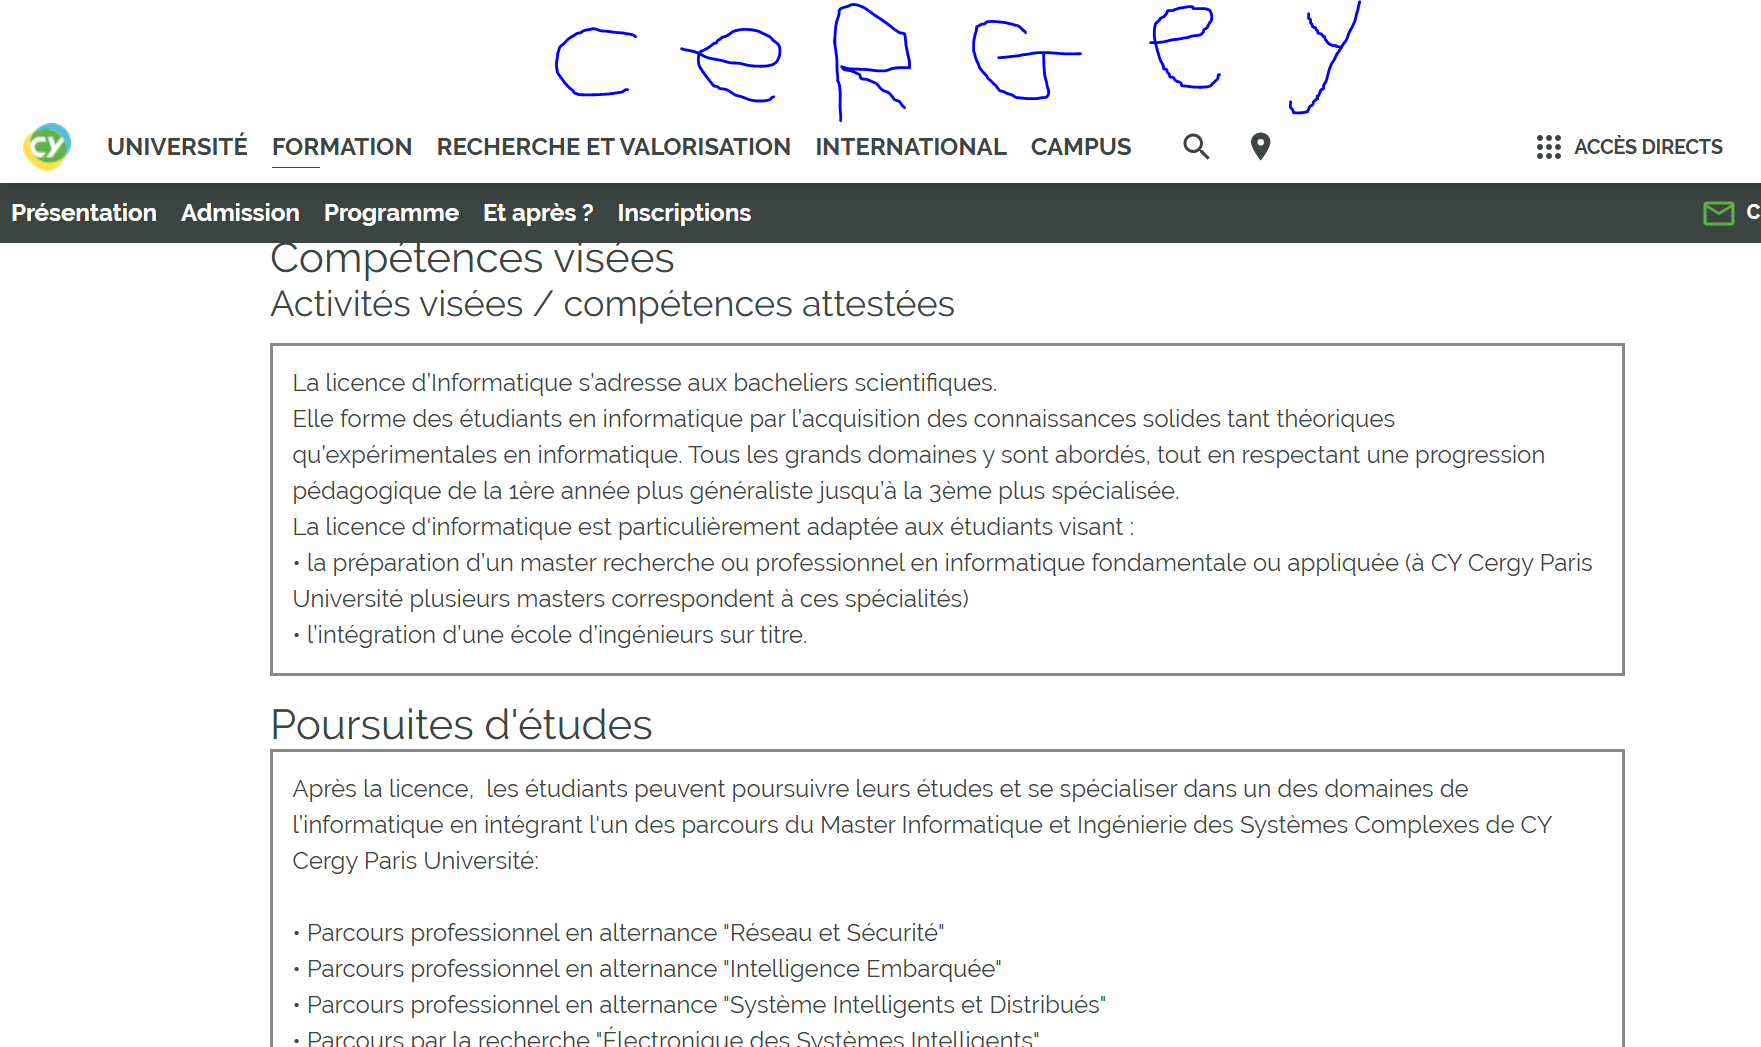 ceRGey
CY
UNIVERSITÉ FORMATION RECHERCHE ET VALORISATION INTERNATIONAL CAMPUS ACCÈS DIRECTS
Présentation Admission Programme Et après ? Inscriptions C
Compétences visées
Activités visées / compétences attestées
La licence d’Informatique s’adresse aux bacheliers scientifiques.
Elle forme des étudiants en informatique par l’acquisition des connaissances solides tant théoriques
qu’expérimentales en informatique. Tous les grands domaines y sont abordés, tout en respectant une progression
pédagogique de la 1ère année plus généraliste jusqu’à la 3ème plus spécialisée.
La licence d'informatique est particulièrement adaptée aux étudiants visant :
• la préparation d’un master recherche ou professionnel en informatique fondamentale ou appliquée (à CY Cergy Paris
Université plusieurs masters correspondent à ces spécialités)
• l’intégration d’une école d’ingénieurs sur titre.
Poursuites d'études
Après la licence,  les étudiants peuvent poursuivre leurs études et se spécialiser dans un des domaines de
l’informatique en intégrant l'un des parcours du Master Informatique et Ingénierie des Systèmes Complexes de CY
Cergy Paris Université:
• Parcours professionnel en alternance "Réseau et Sécurité"
• Parcours professionnel en alternance "Intelligence Embarquée"
• Parcours professionnel en alternance "Système Intelligents et Distribués"
• Parcours par la recherche "Électronique des Systèmes Intelligents"